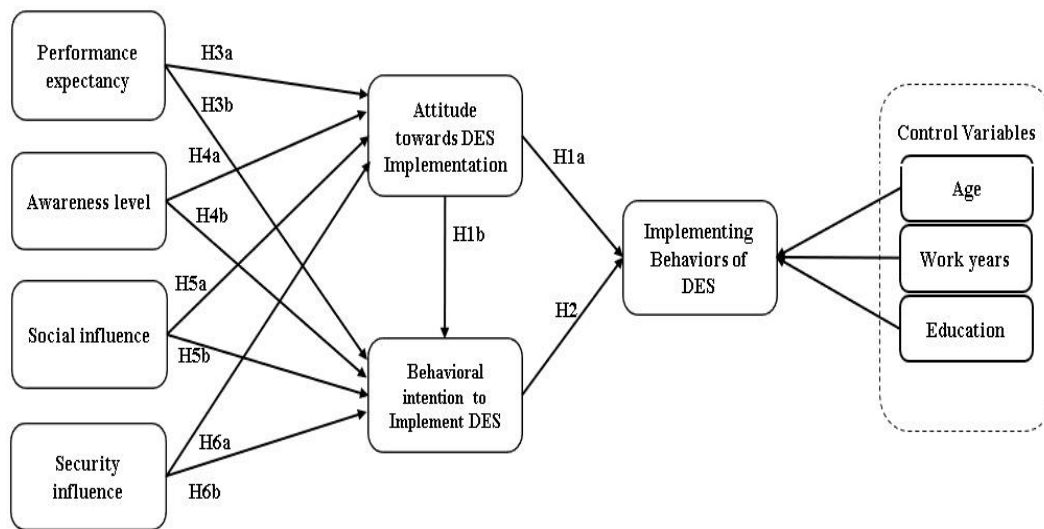 Performance
expectancy
Awareness level
Social influence
Security
influence
H3a
H3b
H4a
H4b
H5a
H5b
H6a
H6b
Attitude
towards DES
Implementation
H1b
Behavioral
intention to
Implement DES
H1a
H2
Implementing
Behaviors of
DES
Control Variables
Age
Work years
Education